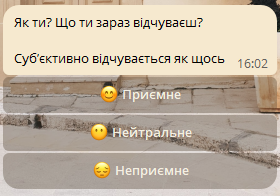 Як ти? Що ти зараз відчуваєш?
Суб'єктивно відчувається як щось
16:02
😊 Приємне
😶 Нейтральне
😔 Неприємне